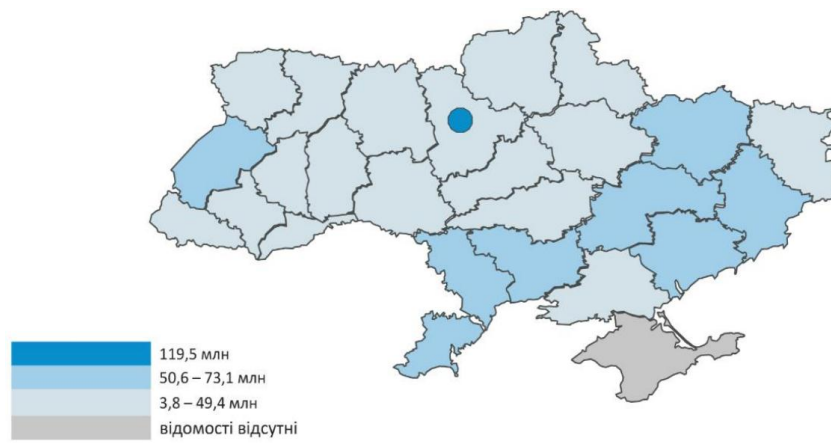 119,5 млн
50,6 – 73,1 млн
3,8 – 49,4 млн
відомості відсутні